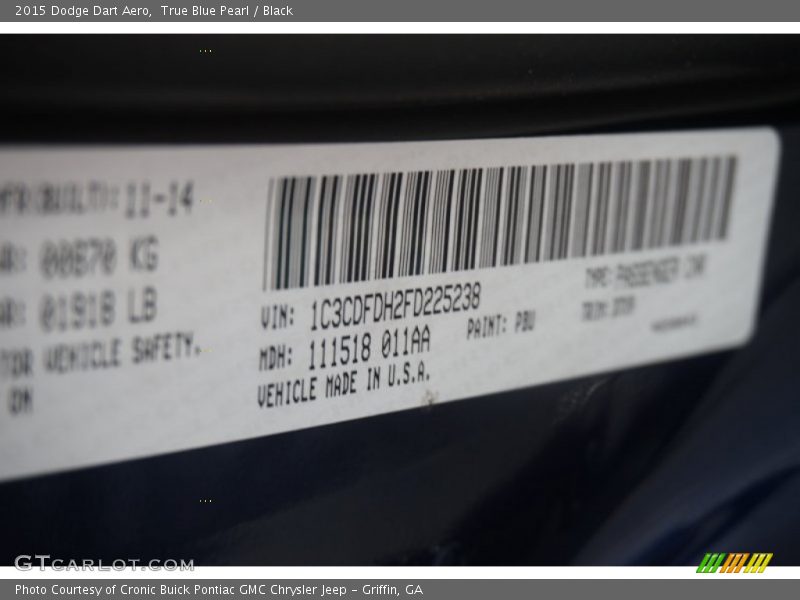 2015 Dodge Dart Aero, True Blue Pearl / Black
11-14
00870 KG
01918 LB
VEHICLE SAFETY,
ON
VIN: 1C3CDFDH2FD225238
MDH: 111518 011AA
PAINT: PBU
VEHICLE MADE IN U.S.A.
TYPE: PASSENGER CAR
TRIM:
GTCARLOT.COM
Photo Courtesy of Cronic Buick Pontiac GMC Chrysler Jeep - Griffin, GA